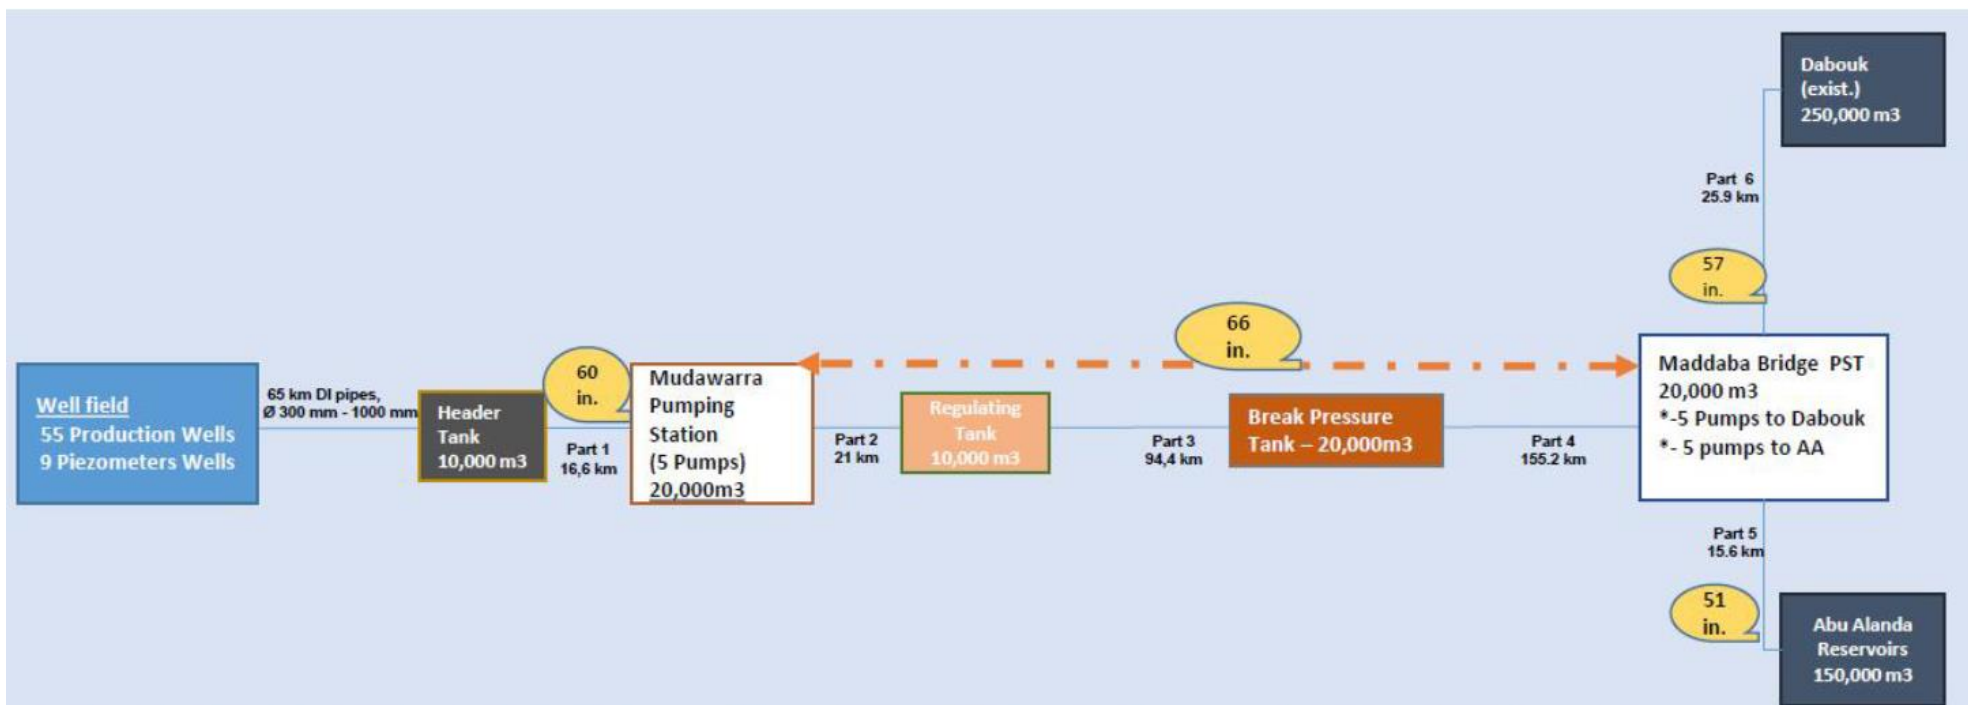 Well field
55 Production Wells
9 Piezometers Wells
65 km DI pipes,
Ø 300 mm - 1000 mm
Header
Tank
10,000 m3
60
in.
Part 1
16,6 km
Mudawarra
Pumping
Station
(5 Pumps)
20,000m3
Part 2
21 km
Regulating
Tank
10,000 m3
66
in.
Part 3
94,4 km
Break Pressure
Tank – 20,000m3
Part 4
155.2 km
Maddaba Bridge PST
20,000 m3
*-5 Pumps to Dabouk
*- 5 pumps to AA
57
in.
Part 6
25.9 km
Dabouk
(exist.)
250,000 m3
Part 5
15.6 km
51
in.
Abu Alanda
Reservoirs
150,000 m3